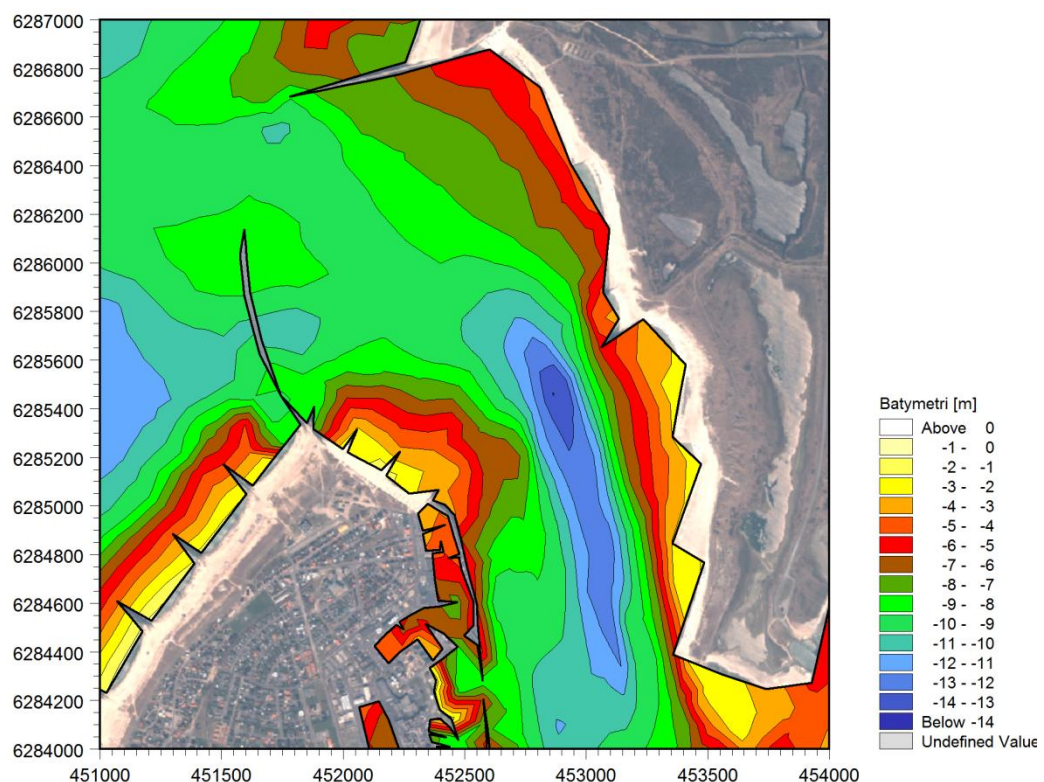 6287000
6286800
6286600
6286400
6286200
6286000
6285800
6285600
6285400
6285200
6285000
6284800
6284600
6284400
6284200
6284000
451000 451500 452000 452500 453000 453500 454000
Batymetri [m]
Above 0
-1 - 0
-2 - -1
-3 - -2
-4 - -3
-5 - -4
-6 - -5
-7 - -6
-8 - -7
-9 - -8
-10 - -9
-11 - -10
-12 - -11
-13 - -12
-14 - -13
Below -14
Undefined Value